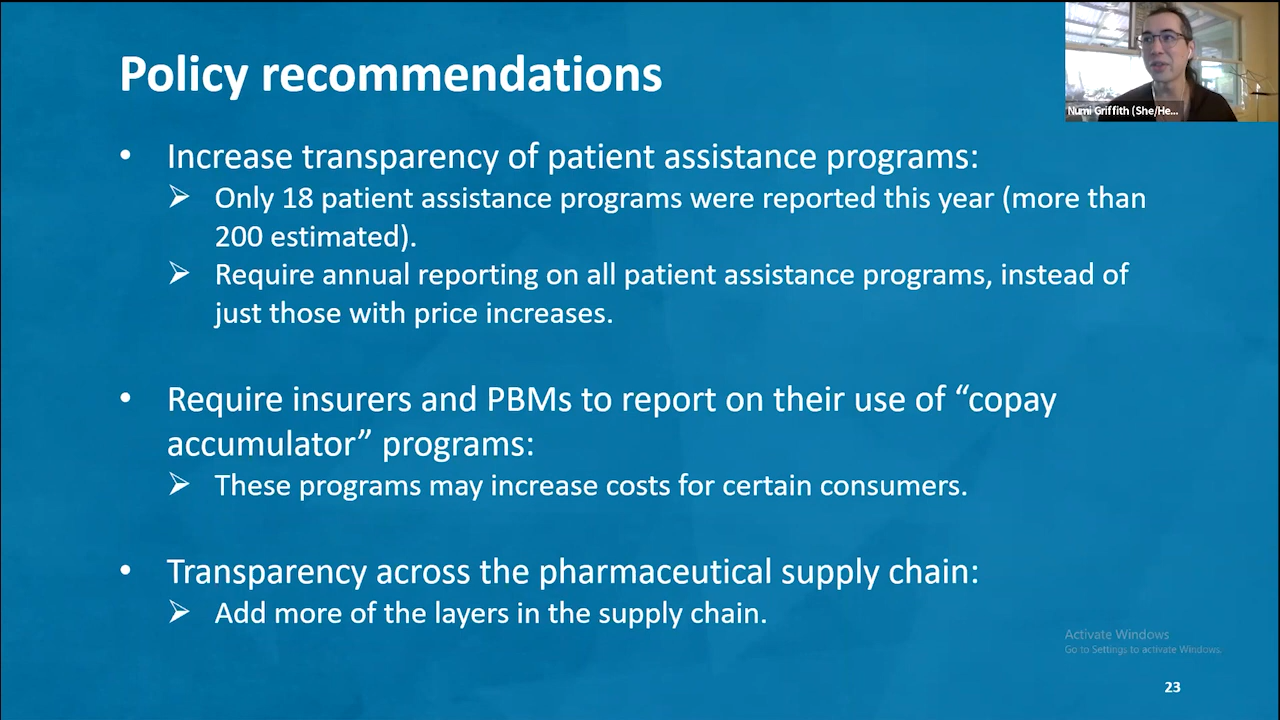 Policy recommendations
Numi Griffith (She/He...
• Increase transparency of patient assistance programs:
➢ Only 18 patient assistance programs were reported this year (more than
200 estimated).
➢ Require annual reporting on all patient assistance programs, instead of
just those with price increases.
• Require insurers and PBMs to report on their use of “copay
accumulator” programs:
➢ These programs may increase costs for certain consumers.
• Transparency across the pharmaceutical supply chain:
➢ Add more of the layers in the supply chain.
Activate Windows
Go to Settings to activate Windows.
23